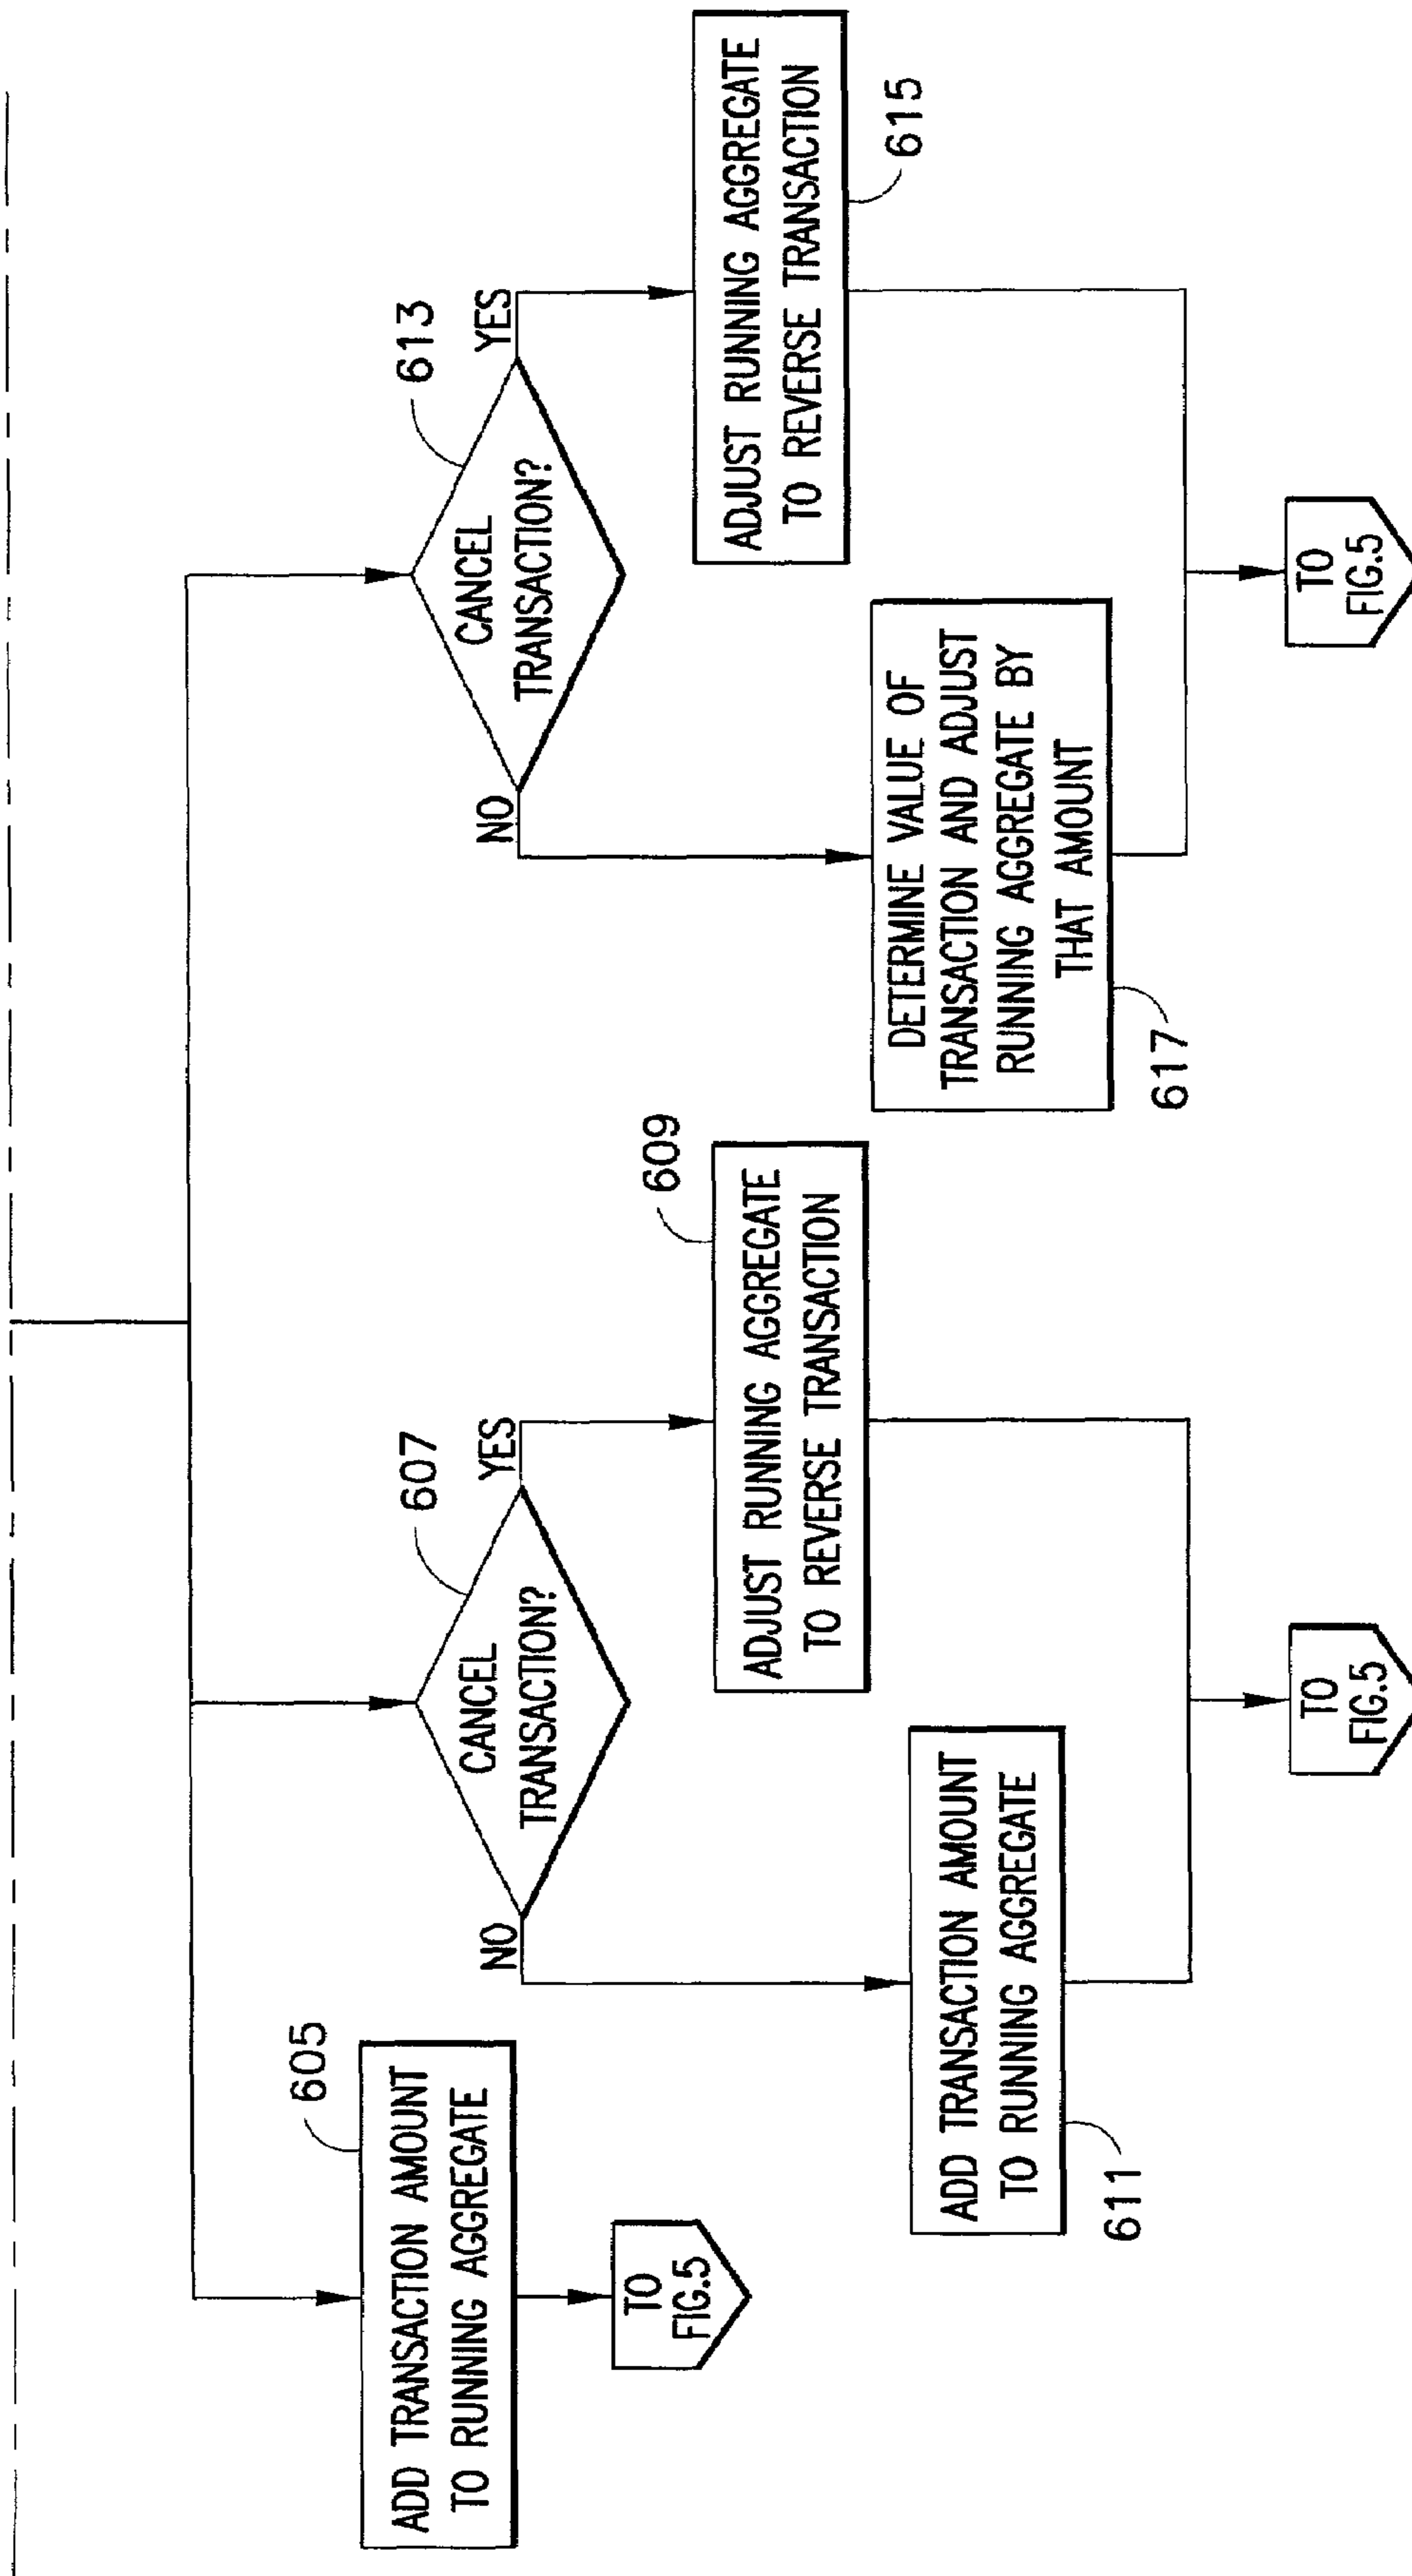 605
ADD TRANSACTION AMOUNT
TO RUNNING AGGREGATE
TO
FIG.5
607
CANCEL
TRANSACTION?
NO
YES
609
ADJUST RUNNING AGGREGATE
TO REVERSE TRANSACTION
ADD TRANSACTION AMOUNT
TO RUNNING AGGREGATE
611
TO
FIG.5
613
CANCEL
TRANSACTION?
NO
YES
ADJUST RUNNING AGGREGATE
TO REVERSE TRANSACTION
615
DETERMINE VALUE OF
TRANSACTION AND ADJUST
RUNNING AGGREGATE BY
THAT AMOUNT
617
TO
FIG.5